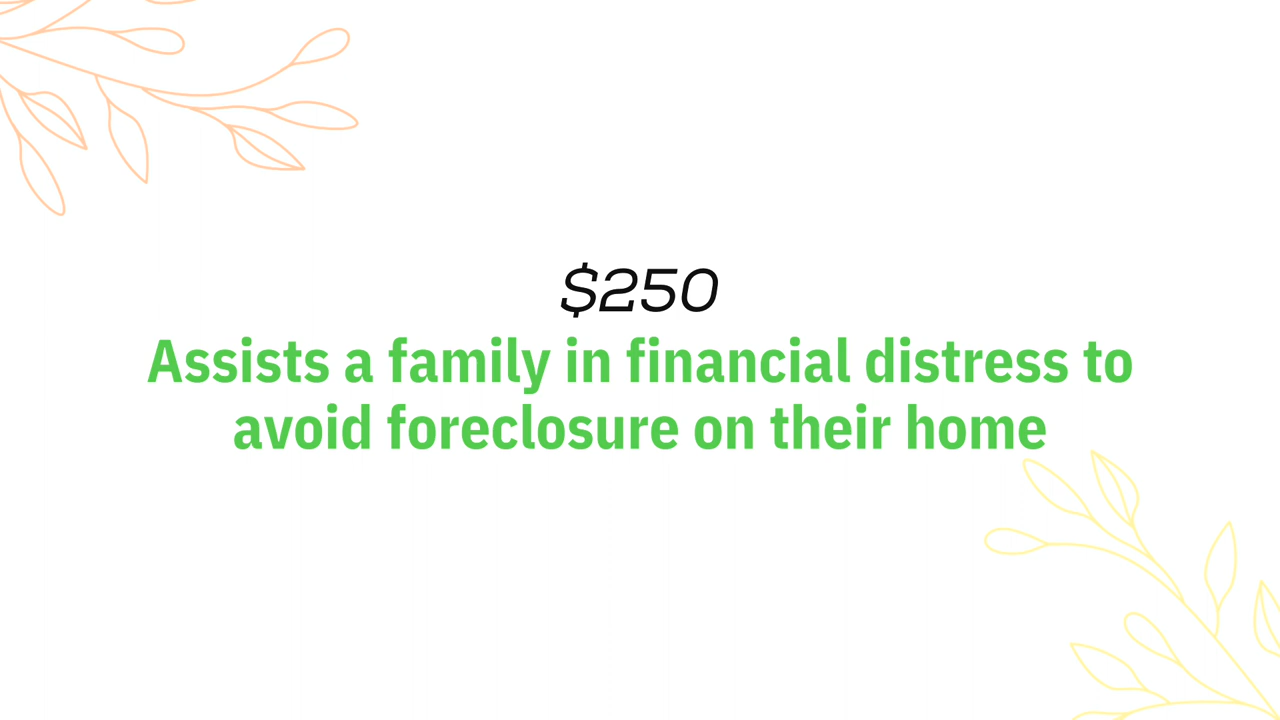 $250
Assists a family in financial distress to
avoid foreclosure on their home